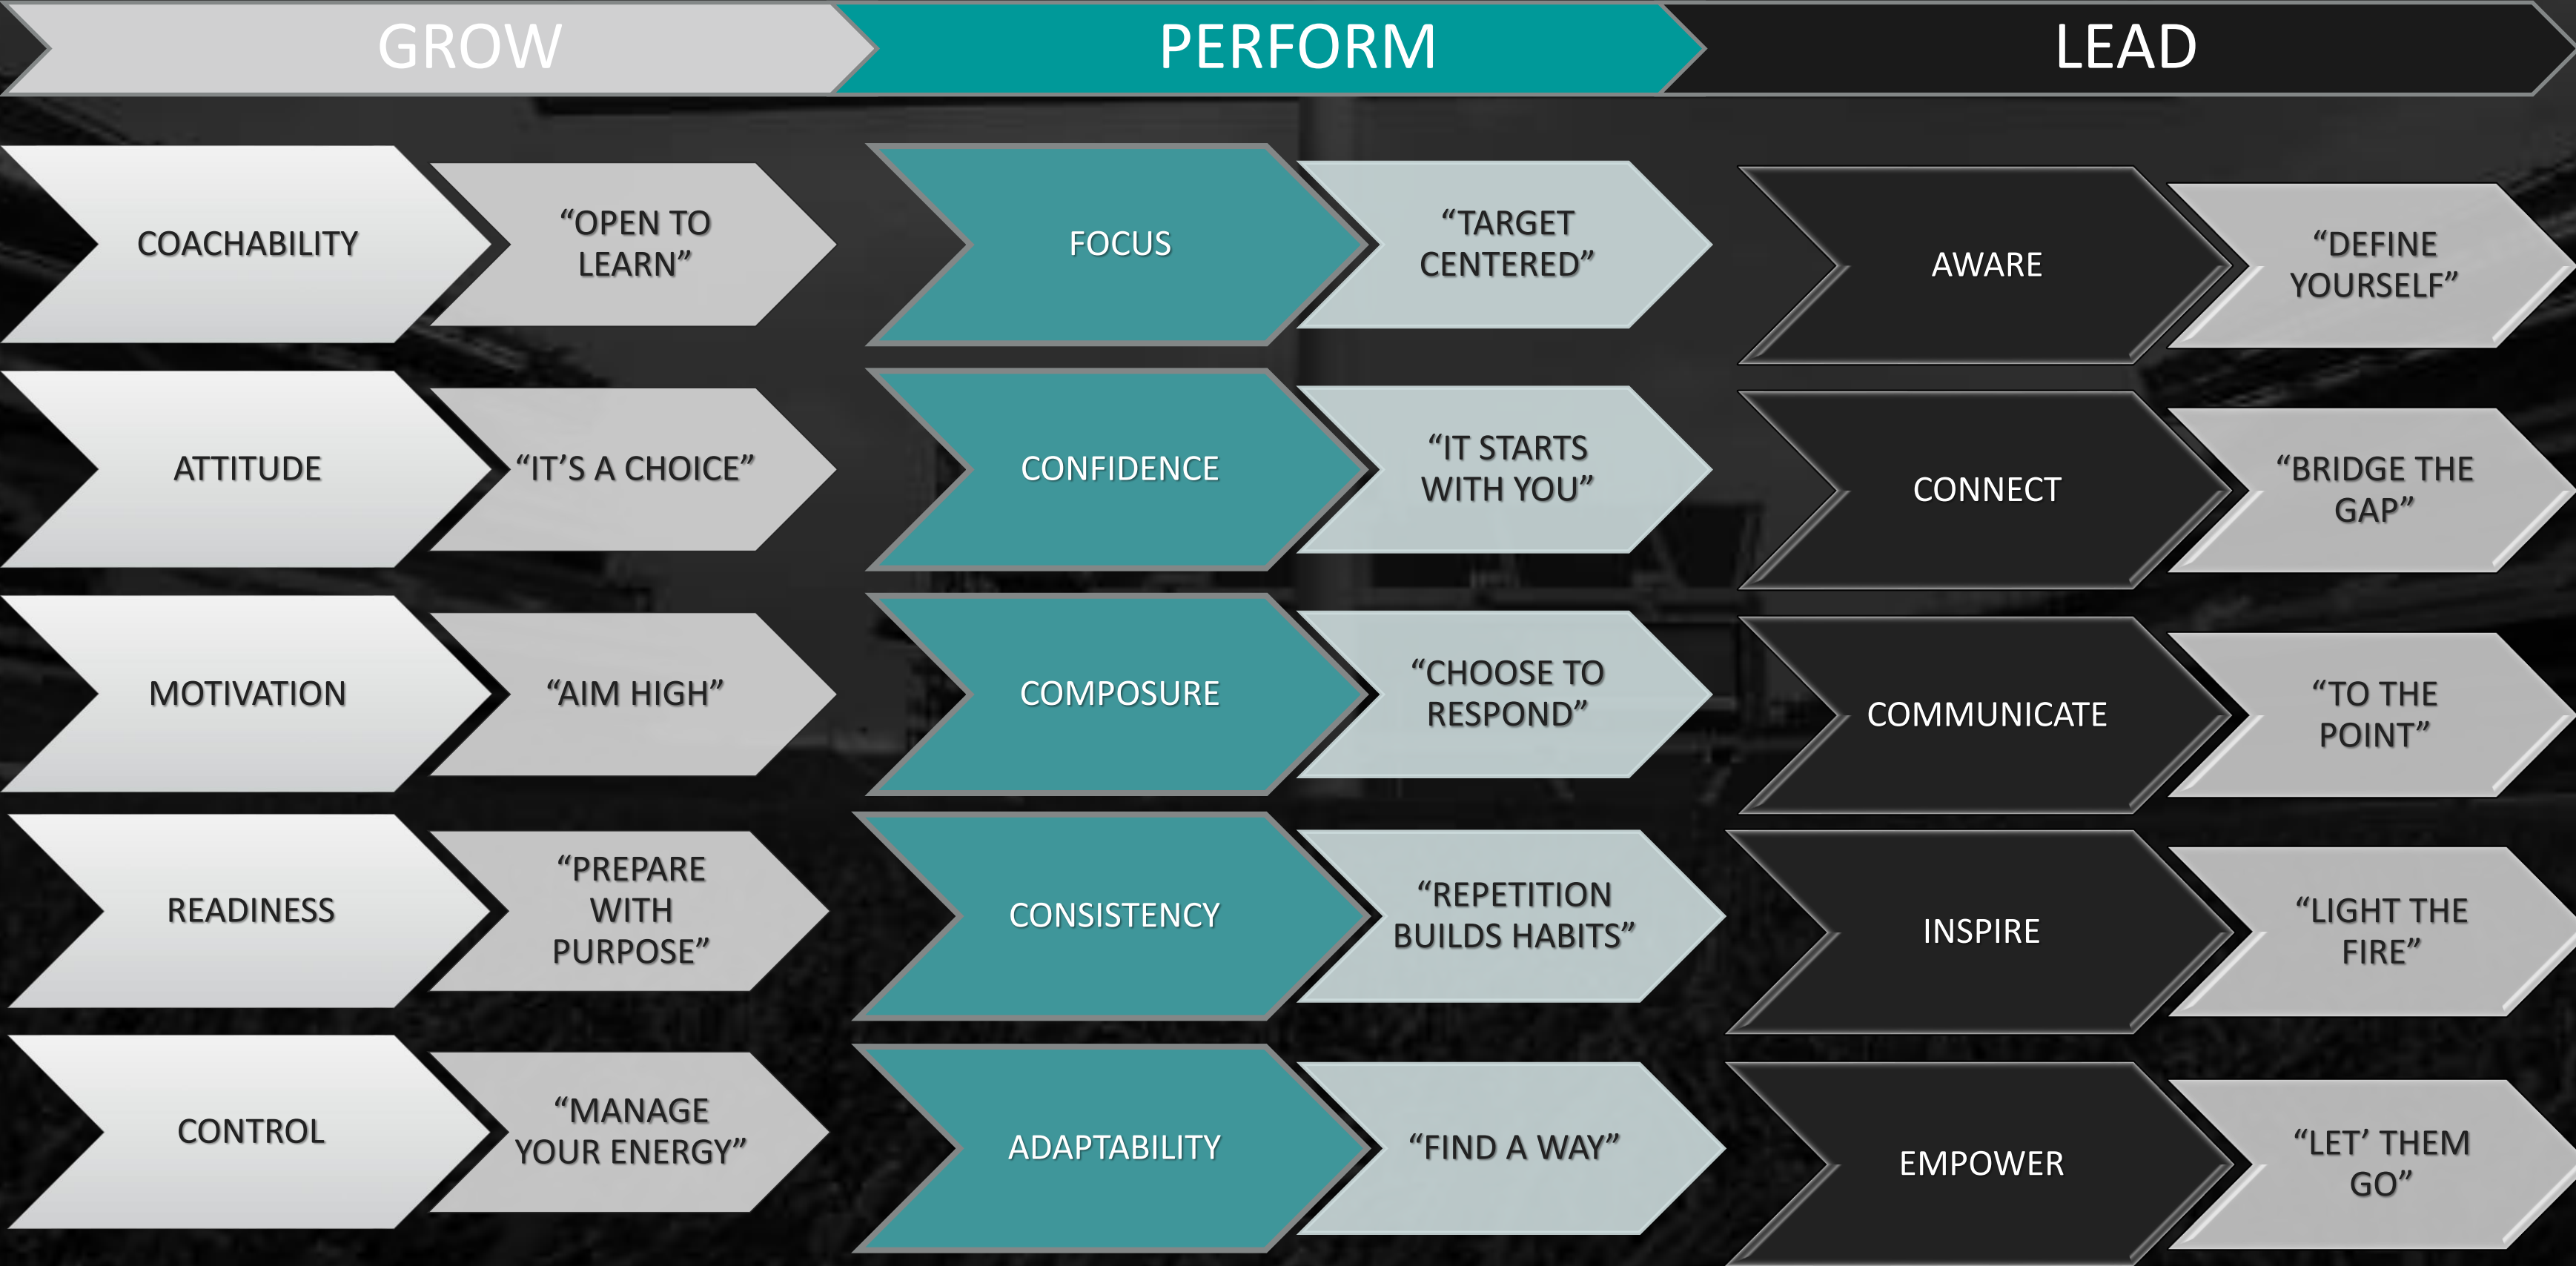 GROW
PERFORM
LEAD
COACHABILITY
“OPEN TO
LEARN”
FOCUS
“TARGET
CENTERED”
AWARE
“DEFINE
YOURSELF”
ATTITUDE
“IT’S A CHOICE”
CONFIDENCE
“IT STARTS
WITH YOU”
CONNECT
“BRIDGE THE
GAP”
MOTIVATION
“AIM HIGH”
COMPOSURE
“CHOOSE TO
RESPOND”
COMMUNICATE
“TO THE
POINT”
READINESS
“PREPARE
WITH
PURPOSE”
CONSISTENCY
“REPETITION
BUILDS HABITS”
INSPIRE
“LIGHT THE
FIRE”
CONTROL
“MANAGE
YOUR ENERGY”
ADAPTABILITY
“FIND A WAY”
EMPOWER
“LET’ THEM
GO”